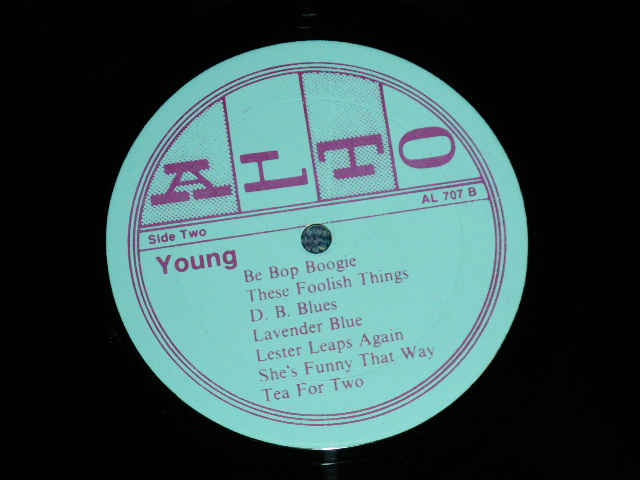 ALTO
Side Two
AL 707 B
Young
Be Bop Boogie
These Foolish Things
D. B. Blues
Lavender Blue
Lester Leaps Again
She's Funny That Way
Tea For Two